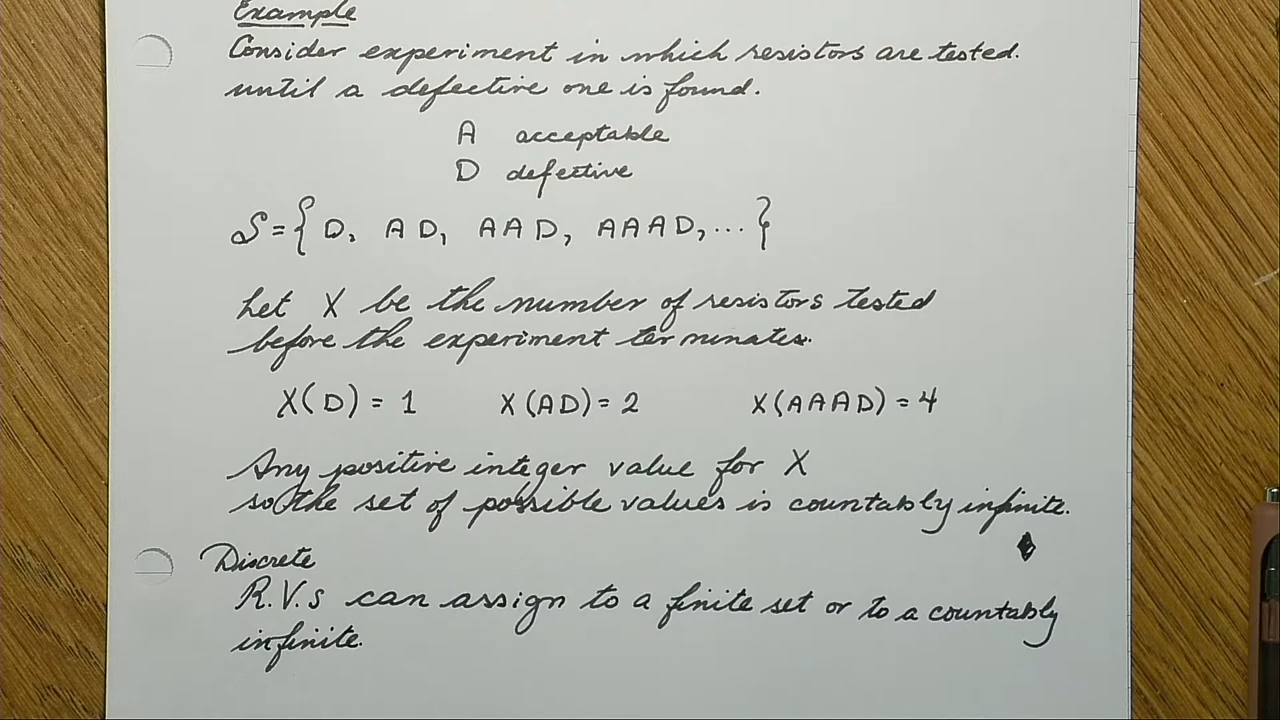 Example
Consider experiment in which resistors are tested.
until a defective one is found.
A acceptable
D defective
S = { D, AD, AAD, AAAD, ... }
Let X be the number of resistors tested
before the experiment terminates.
X(D) = 1 X(AD) = 2 X(AAAD) = 4
Any positive integer value for X
so the set of possible values is countably infinite.
Discrete
R.V.s can assign to a finite set or to a countably
infinite.